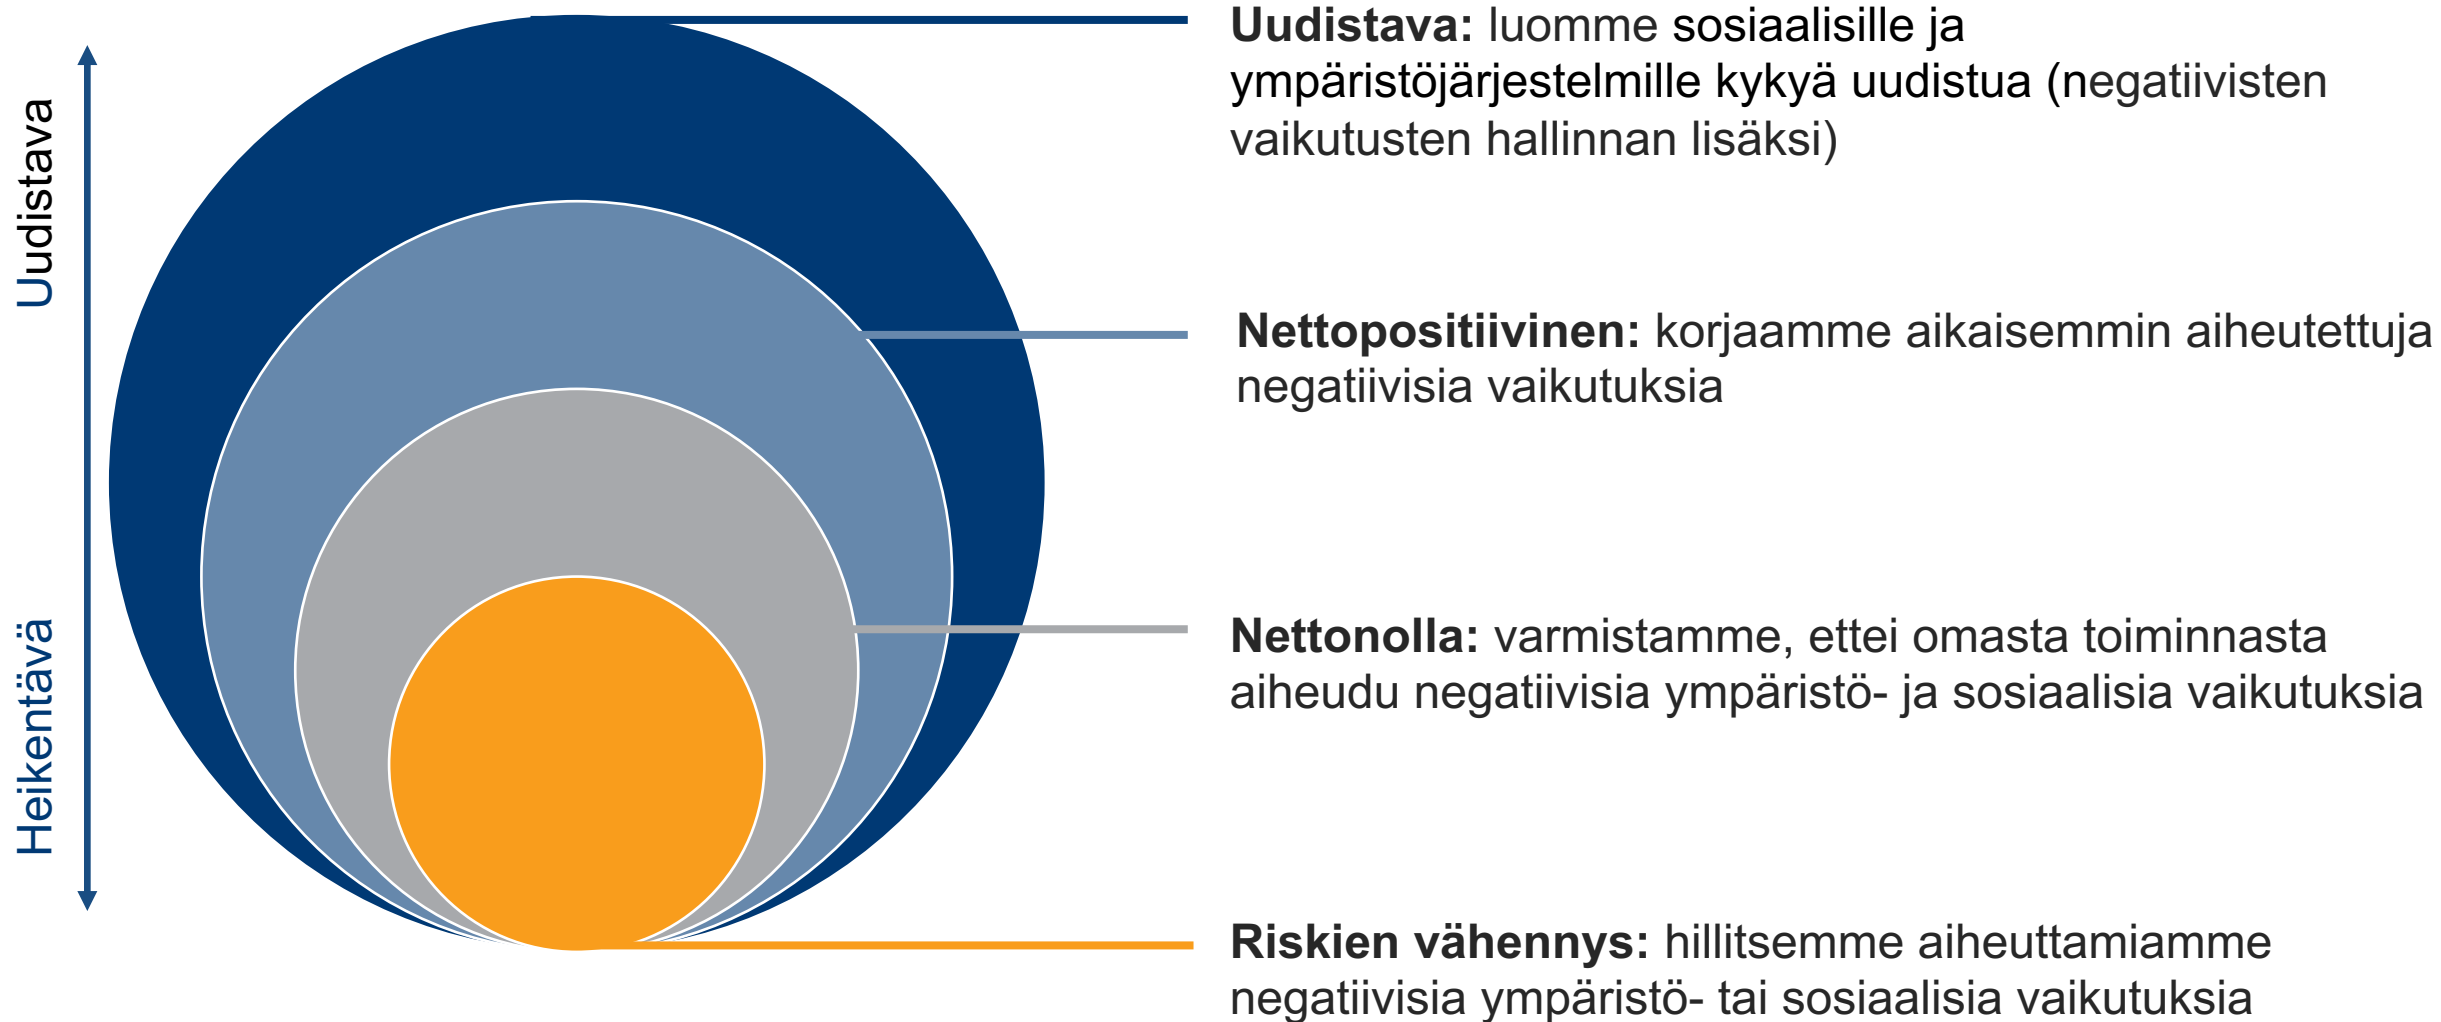 Uudistava
Heikentävä
Uudistava: luomme sosiaalisille ja
ympäristöjärjestelmille kykyä uudistua (negatiivisten
vaikutusten hallinnan lisäksi)
Nettopositiivinen: korjaamme aikaisemmin aiheutettuja
negatiivisia vaikutuksia
Nettonolla: varmistamme, ettei omasta toiminnasta
aiheudu negatiivisia ympäristö- ja sosiaalisia vaikutuksia
Riskien vähennys: hillitsemme aiheuttamiamme
negatiivisia ympäristö- tai sosiaalisia vaikutuksia